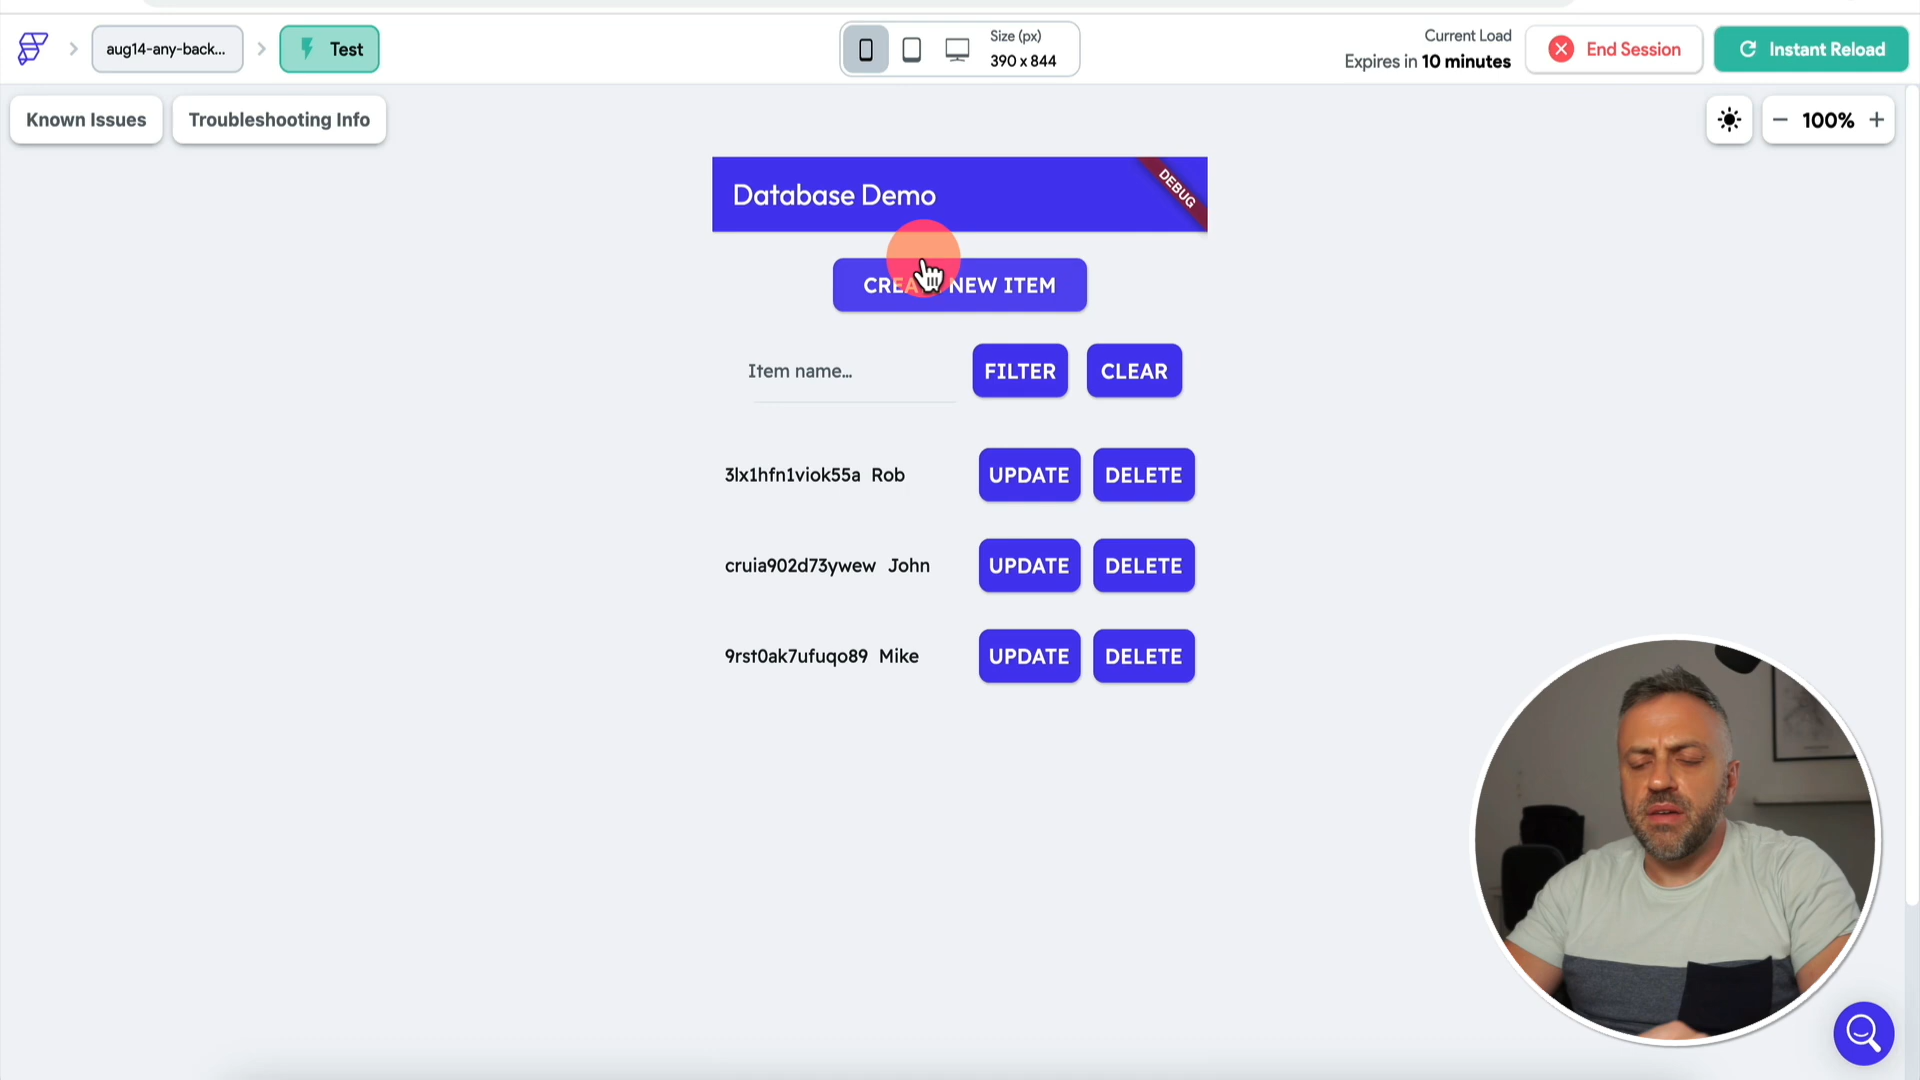 aug14-any-back...
Test
Size (px)
390 x 844
Current Load
Expires in 10 minutes
End Session
Instant Reload
Known Issues
Troubleshooting Info
100%
Database Demo
DEBUG
CREATE NEW ITEM
Item name...
FILTER
CLEAR
3lx1hfn1viok55a Rob
UPDATE
DELETE
cruia902d73ywew John
UPDATE
DELETE
9rst0ak7ufuqo89 Mike
UPDATE
DELETE